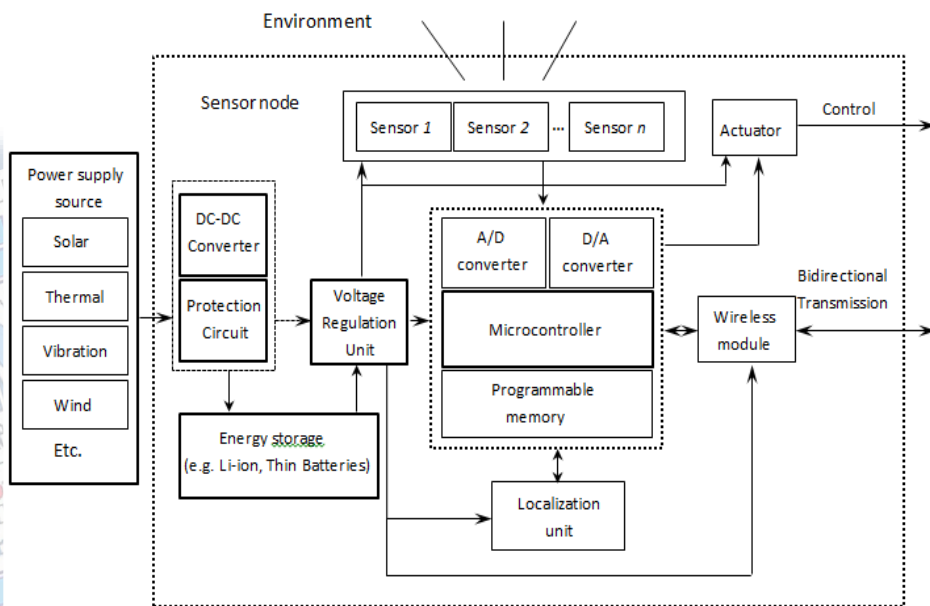 Environment
Sensor node
Sensor 1
Sensor 2
...
Sensor n
Actuator
Control
Power supply
source
Solar
Thermal
Vibration
Wind
Etc.
DC-DC
Converter
Protection
Circuit
Voltage
Regulation
Unit
Energy storage
(e.g. Li-ion, Thin Batteries)
A/D
converter
D/A
converter
Microcontroller
Programmable
memory
Localization
unit
Wireless
module
Bidirectional
Transmission